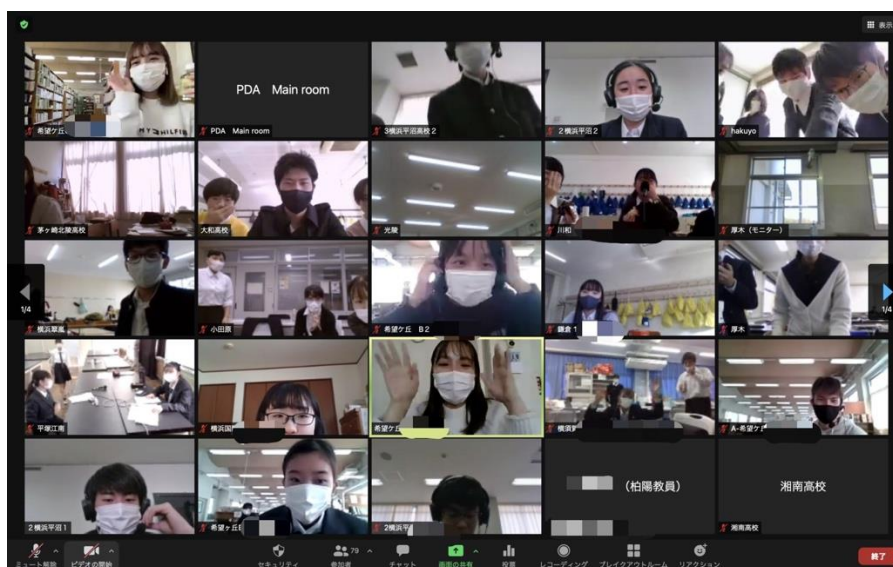 表示
希望ケ丘
MY HILFIG
PDA Main room
PDA Main room
3横浜平沼高校2
2横浜平沼2
hakuyo
茅ヶ崎北陵高校
大和高校
光陵
川和
厚木（モニター）
1/4
横浜翠嵐
小田原
希望ケ丘 B2
鎌倉1
厚木
1/4
平塚江南
横浜国
希望ケ丘
横須賀
A-希望ケ丘
2横浜平沼1
希望ヶ丘B
2横浜平
（柏陽教員）
湘南高校
湘南高校
ミュート解除
ビデオの開始
セキュリティ
79
参加者
チャット
画面の共有
投票
レコーディング
ブレイクアウトルーム
リアクション
終了